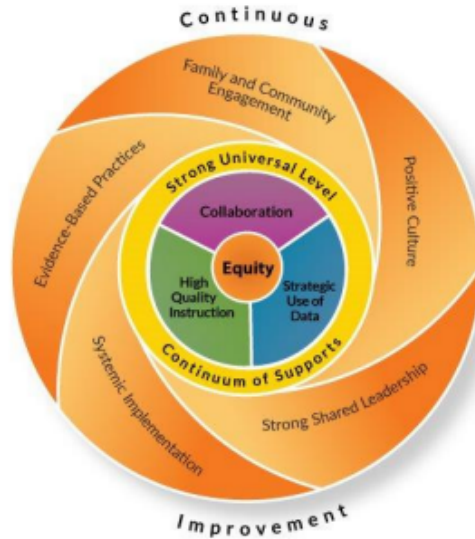 Continuous
Family and Community
Engagement
Positive Culture
Evidence-Based Practices
Strong Universal Level
Collaboration
Equity
High
Quality
Instruction
Strategic
Use of
Data
Continuum of Supports
Systemic Implementation
Strong Shared Leadership
Improvement